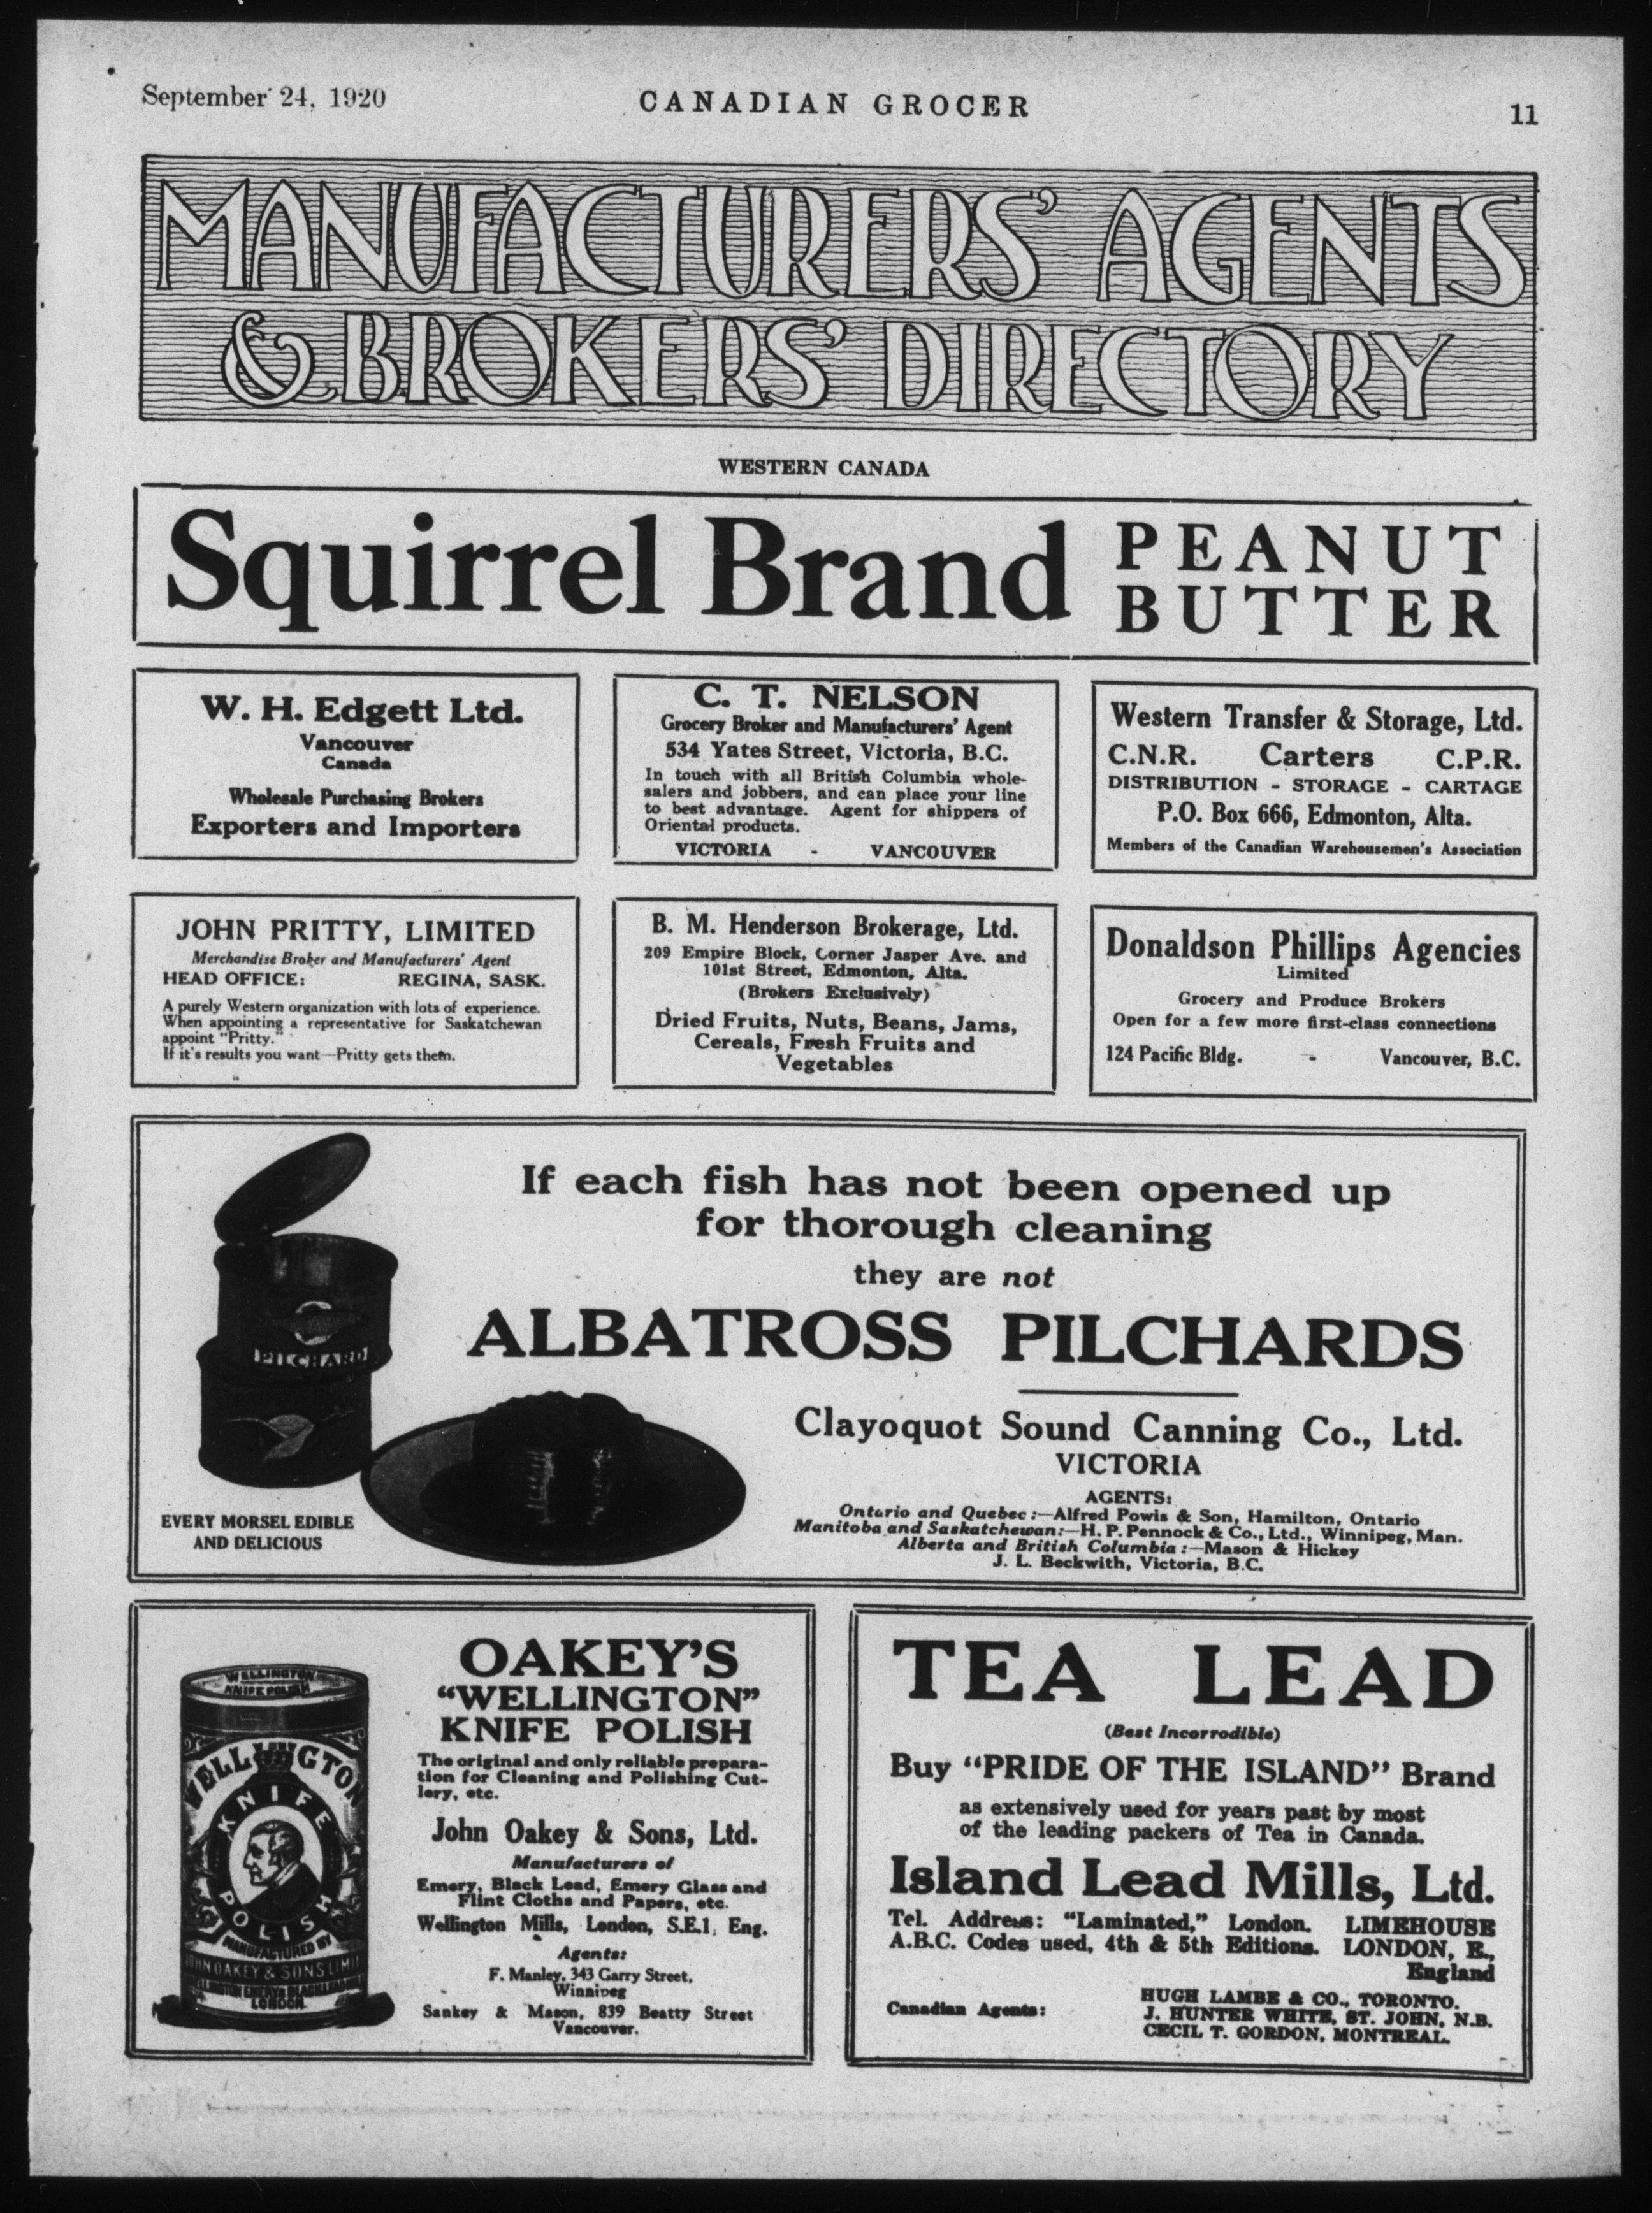 September 24, 1920
CANADIAN GROCER
11
MANUFACTURERS' AGENTS
& BROKERS' DIRECTORY
WESTERN CANADA
Squirrel Brand
PEANUT
BUTTER
W. H. Edgett Ltd.
Vancouver
Canada
Wholesale Purchasing Brokers
Exporters and Importers
C. T. NELSON
Grocery Broker and Manufacturers' Agent
534 Yates Street, Victoria, B.C.
In touch with all British Columbia whole-
salers and jobbers, and can place your line
to best advantage. Agent for shippers of
Oriental products.
VICTORIA - VANCOUVER
Western Transfer & Storage, Ltd.
C.N.R. Carters C.P.R.
DISTRIBUTION - STORAGE - CARTAGE
P.O. Box 666, Edmonton, Alta.
Members of the Canadian Warehousemen's Association
JOHN PRITTY, LIMITED
Merchandise Broker and Manufacturers' Agent
HEAD OFFICE: REGINA, SASK.
A purely Western organization with lots of experience.
When appointing a representative for Saskatchewan
appoint "Pritty."
If it's results you want—Pritty gets them.
B. M. Henderson Brokerage, Ltd.
209 Empire Block, Corner Jasper Ave. and
101st Street, Edmonton, Alta.
(Brokers Exclusively)
Dried Fruits, Nuts, Beans, Jams,
Cereals, Fresh Fruits and
Vegetables
Donaldson Phillips Agencies
Limited
Grocery and Produce Brokers
Open for a few more first-class connections
124 Pacific Bldg. - Vancouver, B.C.
If each fish has not been opened up
for thorough cleaning
they are not
ALBATROSS PILCHARDS
PILCHARD
Clayoquot Sound Canning Co., Ltd.
VICTORIA
AGENTS:
Ontario and Quebec:—Alfred Powis & Son, Hamilton, Ontario
Manitoba and Saskatchewan:—H. P. Pennock & Co., Ltd., Winnipeg, Man.
Alberta and British Columbia:—Mason & Hickey
J. L. Beckwith, Victoria, B.C.
EVERY MORSEL EDIBLE
AND DELICIOUS
WELLINGTON
KNIFE POLISH
WELLINGTON
KNIFE
POLISH
MANUFACTURED BY
JOHN OAKEY & SONS LIMIT
LONDON
OAKEY'S
"WELLINGTON"
KNIFE POLISH
The original and only reliable prepara-
tion for Cleaning and Polishing Cut-
lery, etc.
John Oakey & Sons, Ltd.
Manufacturers of
Emery, Black Lead, Emery Glass and
Flint Cloths and Papers, etc.
Wellington Mills, London, S.E.1, Eng.
Agents:
F. Manley, 343 Garry Street,
Winnipeg
Sankey & Mason, 839 Beatty Street
Vancouver.
TEA LEAD
(Best Incorrodible)
Buy "PRIDE OF THE ISLAND" Brand
as extensively used for years past by most
of the leading packers of Tea in Canada.
Island Lead Mills, Ltd.
Tel. Address: "Laminated," London. LIMEHOUSE
A.B.C. Codes used, 4th & 5th Editions. LONDON, E.,
England
Canadian Agents:
HUGH LAMBE & CO., TORONTO.
J. HUNTER WHITE, ST. JOHN, N.B.
CECIL T. GORDON, MONTREAL.